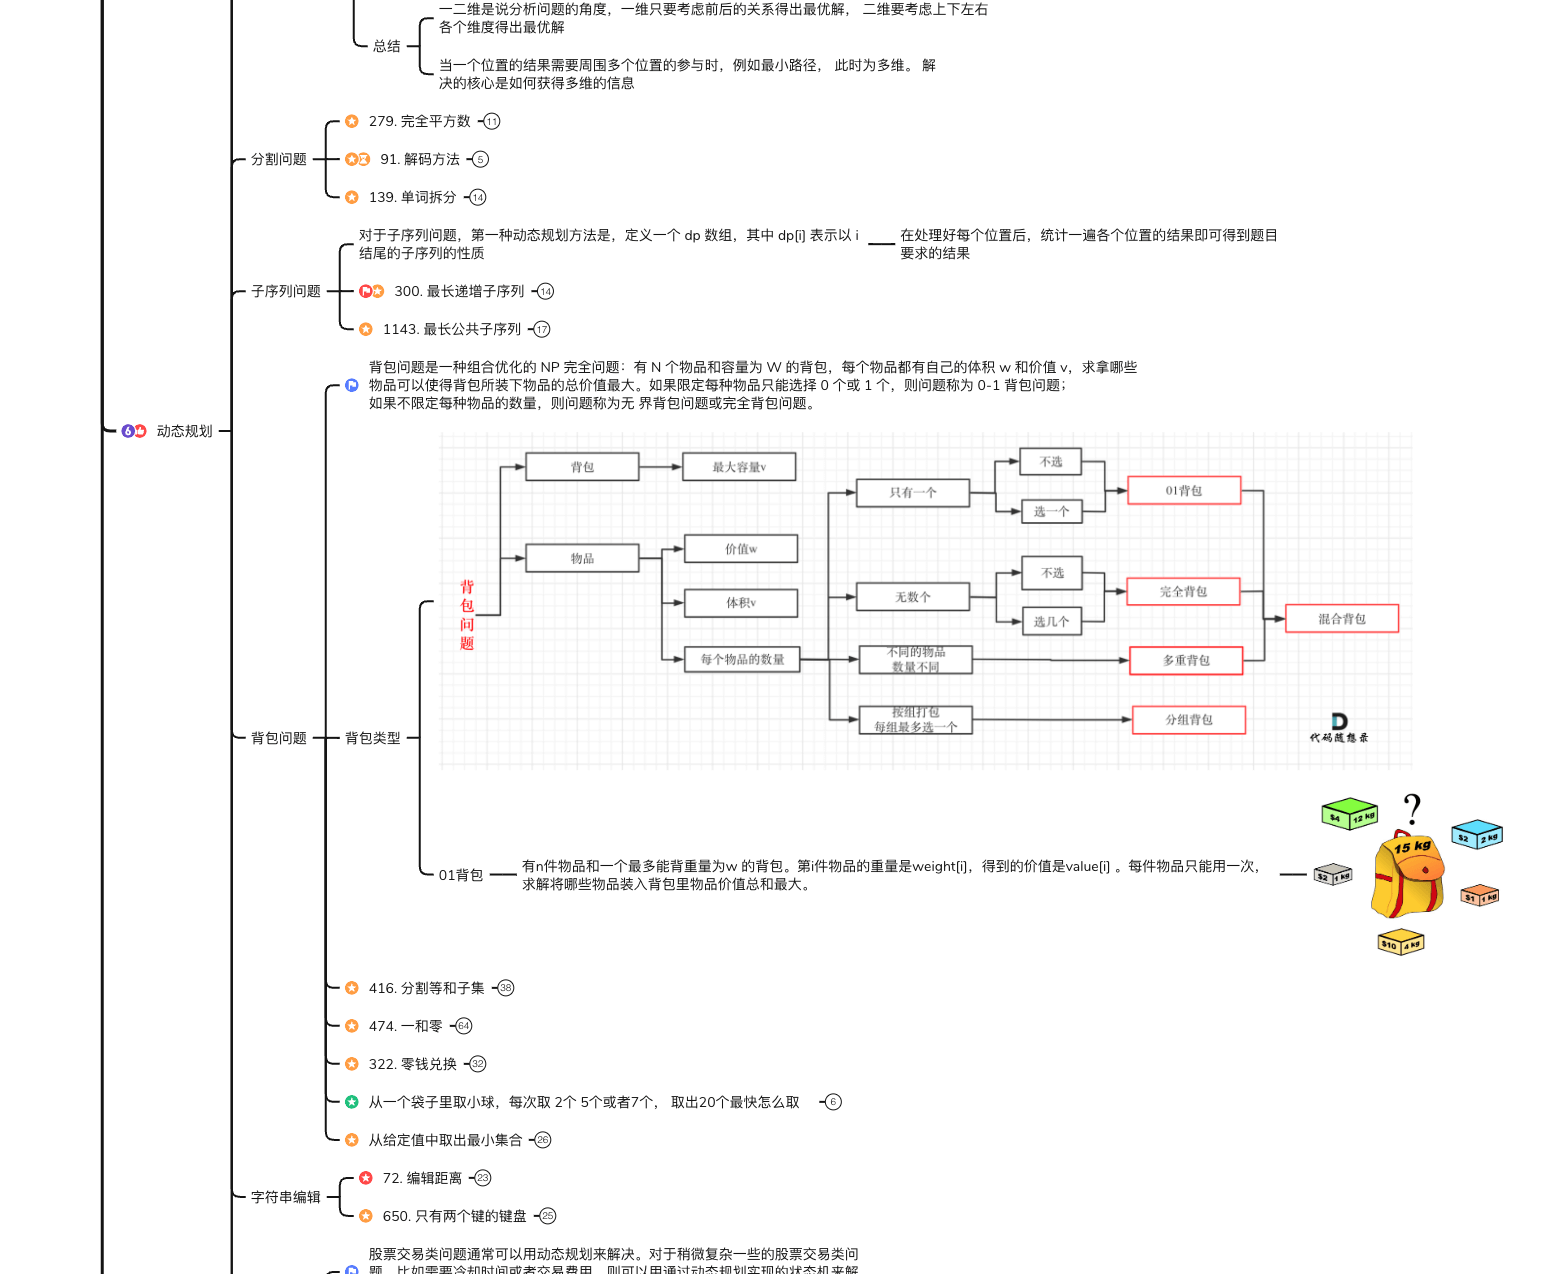 一二维是说分析问题的角度，一维只要考虑前后的关系得出最优解， 二维要考虑上下左右
各个维度得出最优解
总结
当一个位置的结果需要周围多个位置的参与时，例如最小路径， 此时为多维。 解
决的核心是如何获得多维的信息
279. 完全平方数 11
分割问题
91. 解码方法 5
139. 单词拆分 14
对于子序列问题，第一种动态规划方法是，定义一个 dp 数组，其中 dp[i] 表示以 i
结尾的子序列的性质
在处理好每个位置后，统计一遍各个位置的结果即可得到题目
要求的结果
子序列问题
300. 最长递增子序列 14
1143. 最长公共子序列 17
背包问题是一种组合优化的 NP 完全问题：有 N 个物品和容量为 W 的背包，每个物品都有自己的体积 w 和价值 v，求拿哪些
物品可以使得背包所装下物品的总价值最大。如果限定每种物品只能选择 0 个或 1 个，则问题称为 0-1 背包问题；
如果不限定每种物品的数量，则问题称为无 界背包问题或完全背包问题。
6 动态规划
背包
最大容量v
不选
只有一个
选一个
01背包
物品
价值w
体积v
每个物品的数量
背包问题
无数个
不选
选几个
完全背包
混合背包
不同的物品
数量不同
多重背包
按组打包
每组最多选一个
分组背包
代码随想录
背包问题
背包类型
01背包
有n件物品和一个最多能背重量为w 的背包。第i件物品的重量是weight[i]，得到的价值是value[i] 。每件物品只能用一次，
求解将哪些物品装入背包里物品价值总和最大。
?
$4 12 kg
$2 2 kg
15 kg
$2 1 kg
$1 1 kg
$10 4 kg
416. 分割等和子集 38
474. 一和零 64
322. 零钱兑换 32
从一个袋子里取小球，每次取 2个 5个或者7个， 取出20个最快怎么取 6
从给定值中取出最小集合 26
72. 编辑距离 23
字符串编辑
650. 只有两个键的键盘 25
股票交易类问题通常可以用动态规划来解决。对于稍微复杂一些的股票交易类问
题，比如需要冷却时间或者交易费用，则可以用通过动态规划实现的状态机来解